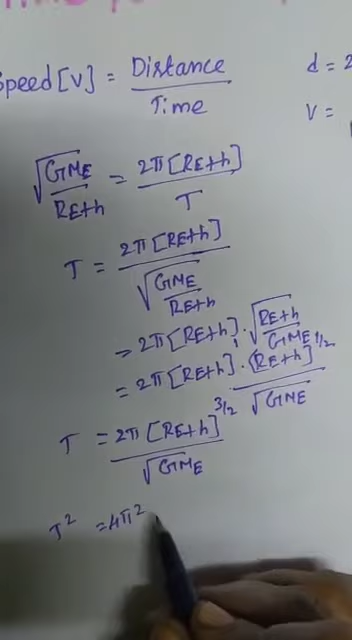 Speed [V] = Distance / Time
d = 2
V =
√(GME / RE+h) = 2π[RE+h] / T
T = 2π[RE+h] / √(GME / RE+h)
= 2π[RE+h] . √(RE+h / GME)
= 2π[RE+h]¹ . (RE+h)^1/2 / √GME
T = 2π[RE+h]^3/2 / √GME
T² = 4π²